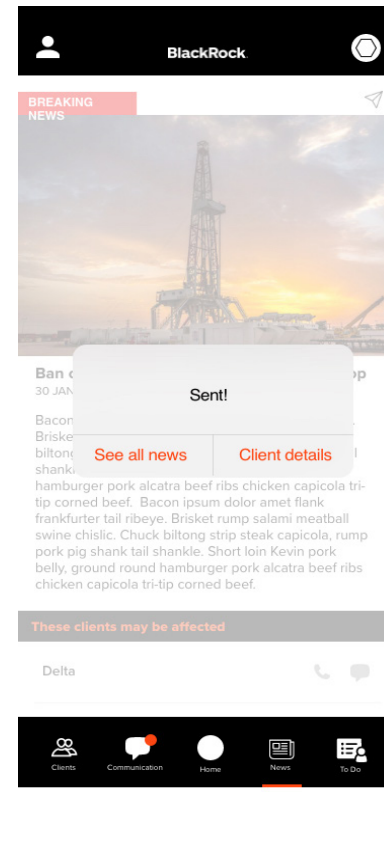 BlackRock.
BREAKING
NEWS
Ban
op
30 JAN
Sent!
Bacon
Briske
biltong
l
See all news
Client details
shank
hamburger pork alcatra beef ribs chicken capicola tri-
tip corned beef.  Bacon ipsum dolor amet flank
frankfurter tail ribeye. Brisket rump salami meatball
swine chislic. Chuck biltong strip steak capicola, rump
pork pig shank tail shankle. Short loin Kevin pork
belly, ground round hamburger pork alcatra beef ribs
chicken capicola tri-tip corned beef.
These clients may be affected
Delta
Clients
Communication
Home
News
To Do